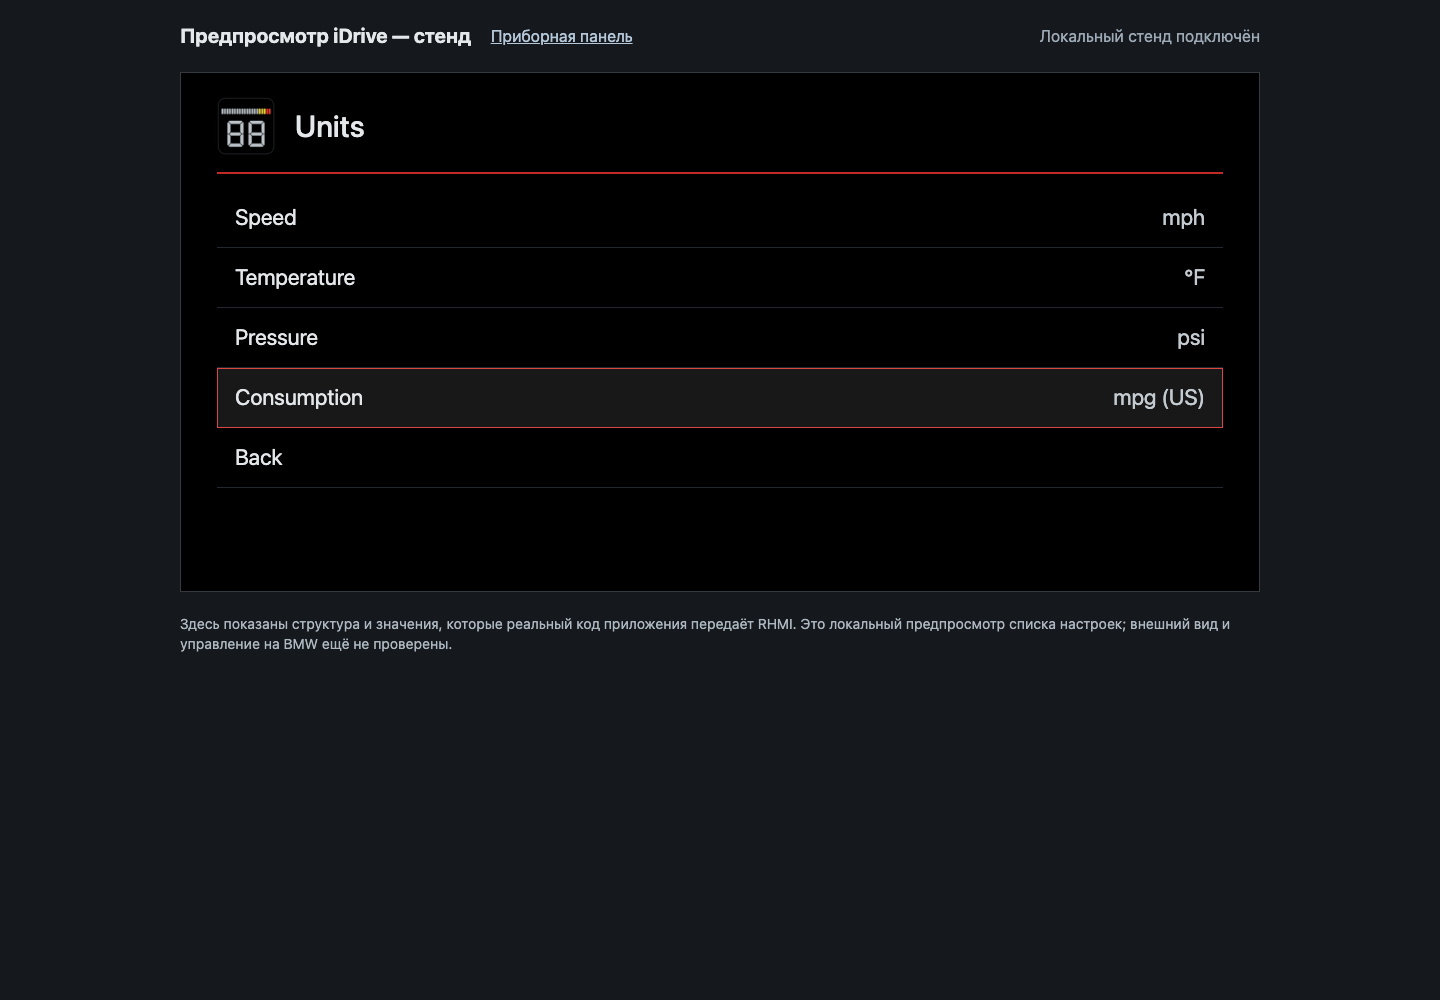 Предпросмотр iDrive — стенд Приборная панель Локальный стенд подключён
88 Units
Speed mph
Temperature °F
Pressure psi
Consumption mpg (US)
Back
Здесь показаны структура и значения, которые реальный код приложения передаёт RHMI. Это локальный предпросмотр списка настроек; внешний вид и
управление на BMW ещё не проверены.